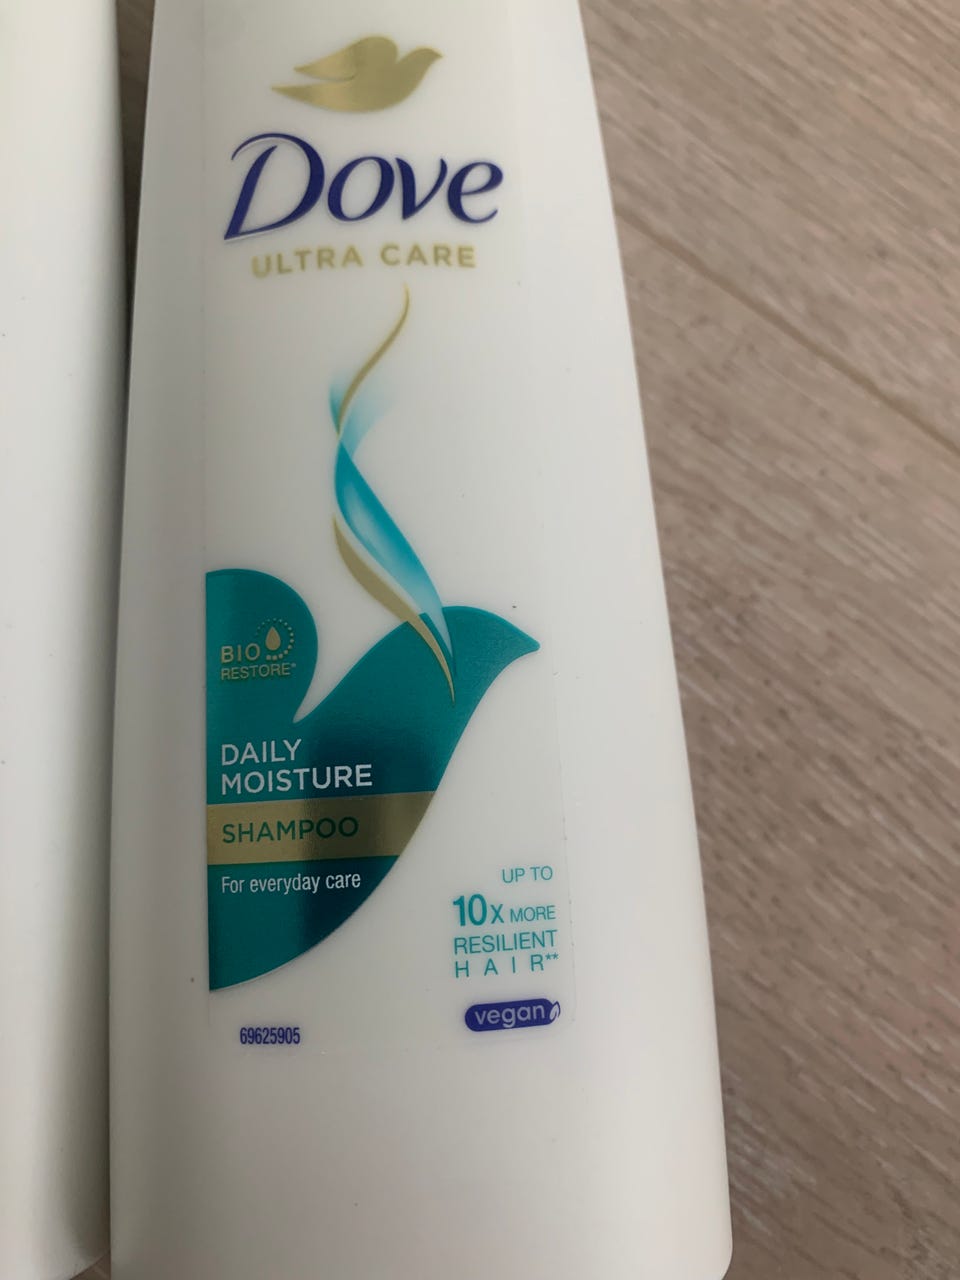 Dove
ULTRA CARE
BIO
RESTORE*
DAILY
MOISTURE
SHAMPOO
For everyday care
UP TO
10X MORE
RESILIENT
HAIR**
vegan
69625905